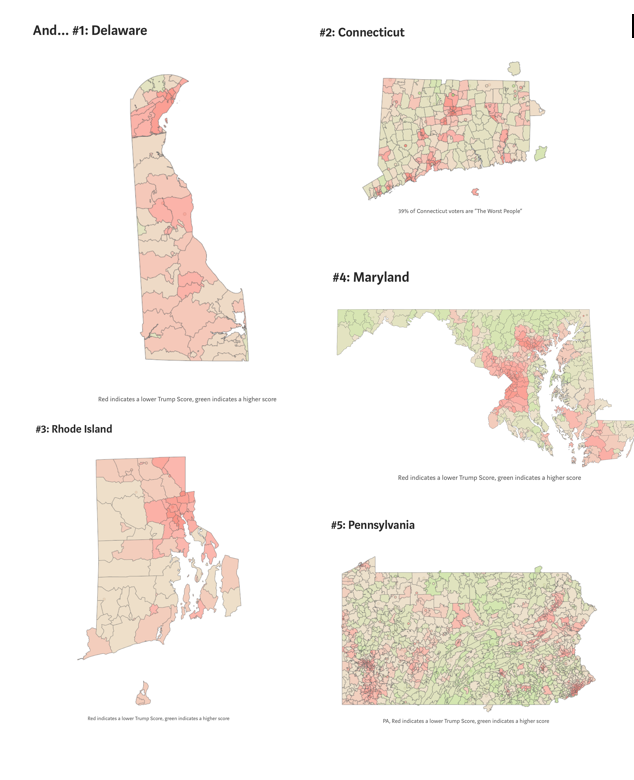 And... #1: Delaware
#2: Connecticut
39% of Connecticut voters are "The Worst People"
#4: Maryland
Red indicates a lower Trump Score, green indicates a higher score
#3: Rhode Island
Red indicates a lower Trump Score, green indicates a higher score
#5: Pennsylvania
Red indicates a lower Trump Score, green indicates a higher score
PA, Red indicates a lower Trump Score, green indicates a higher score